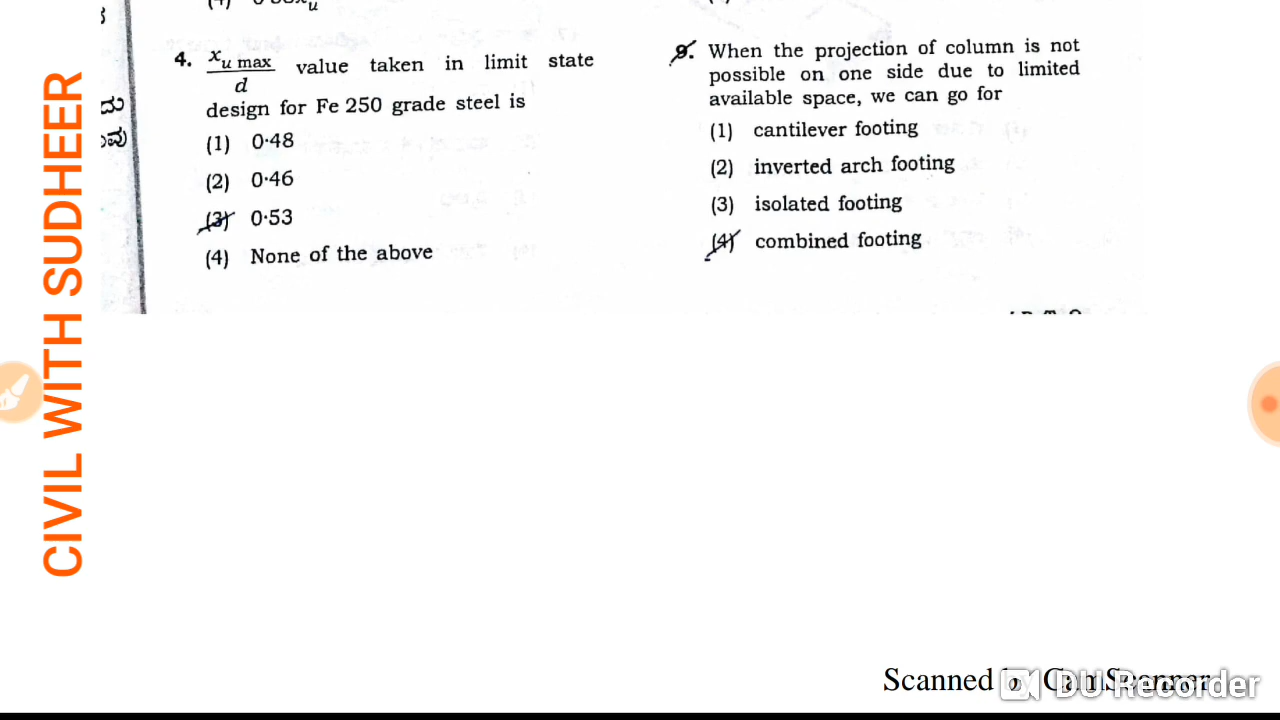 CIVIL WITH SUDHEER
ದು
4. x_u max / d value taken in limit state
design for Fe 250 grade steel is
(1) 0·48
(2) 0·46
(3) 0·53
(4) None of the above
9. When the projection of column is not
possible on one side due to limited
available space, we can go for
(1) cantilever footing
(2) inverted arch footing
(3) isolated footing
(4) combined footing
Scanned by CamScanner
DU Recorder